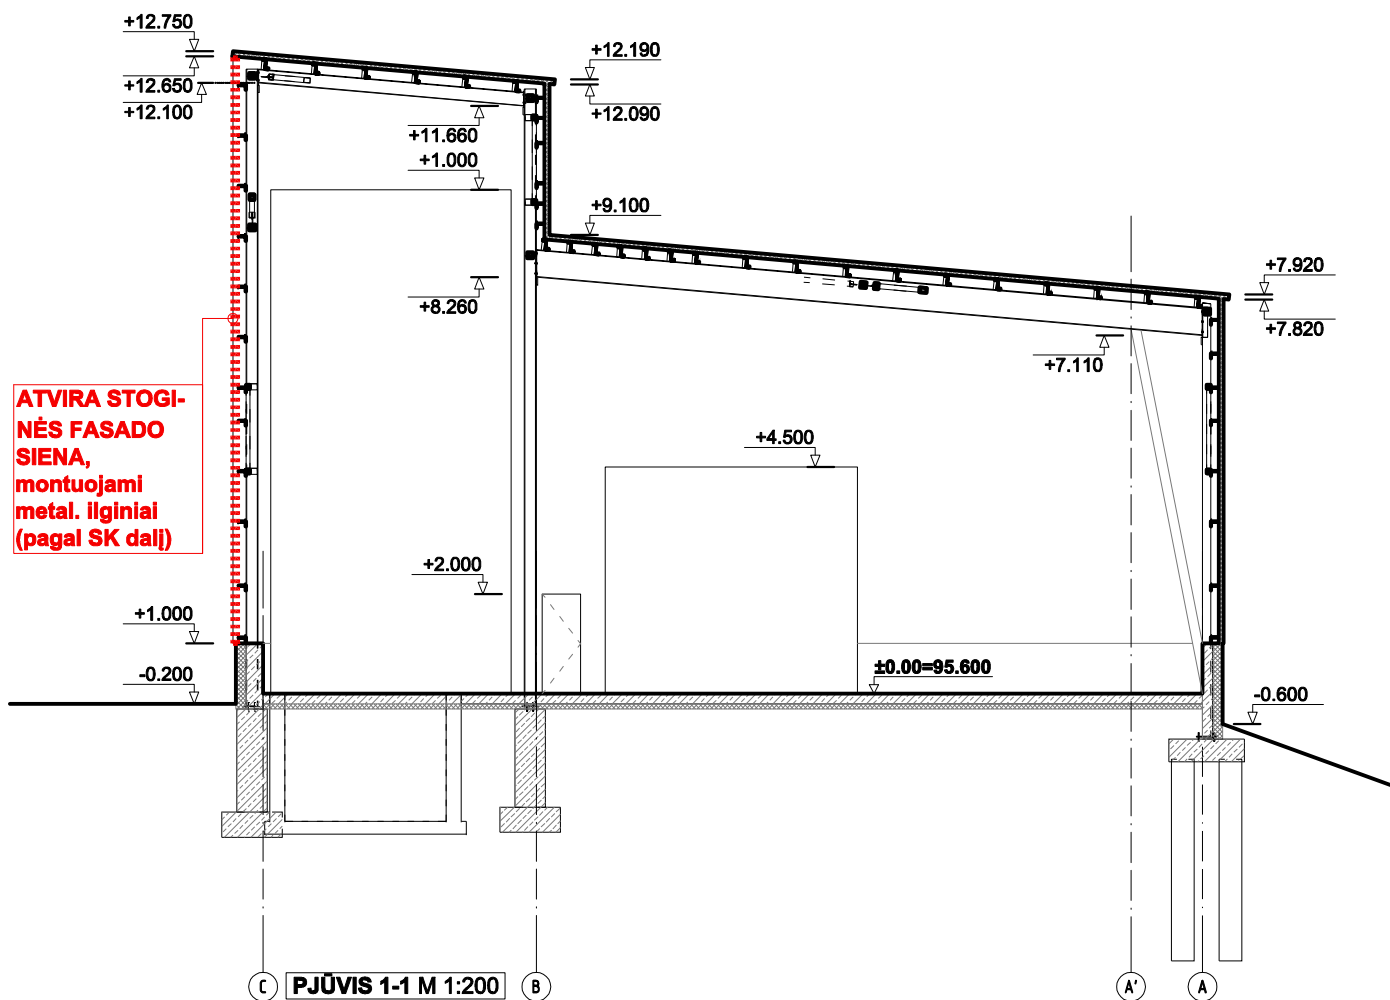 +12.750
+12.650
+12.100
+12.190
+12.090
+11.660
+1.000
+9.100
+8.260
+7.920
+7.820
+7.110
ATVIRA STOGI-
NĖS FASADO
SIENA,
montuojami
metal. ilginiai
(pagal SK dalį)
+4.500
+2.000
+1.000
-0.200
±0.00=95.600
-0.600
C
PJŪVIS 1-1 M 1:200
B
A'
A